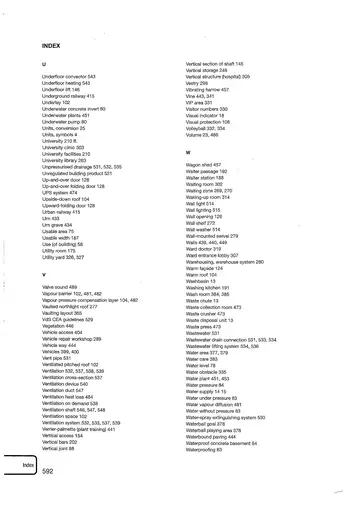 INDEX
U
Underfloor convector 543
Underfloor heating 545
Underfloor lift 146
Underground railway 415
Underlay 102
Underwater concrete invert 80
Underwater plants 451
Underwater pump 80
Units, conversion 25
Units, symbols 4
University 210 ff.
University clinic 303
University facilities 210
University library 263
Unpressurised drainage 531, 532, 535
Unregulated building product 521
Up-and-over door 128
Up-and-over folding door 128
UPS system 474
Upside-down roof 104
Upward-folding door 128
Urban railway 415
Urn 433
Urn grave 434
Usable area 75
Usable width 187
Use (of building) 56
Utility room 175
Utility yard 326, 327
V
Valve sound 489
Vapour barrier 102, 481, 482
Vapour pressure compensation layer 104, 482
Vaulted northlight roof 277
Vaulting layout 365
VdS CEA guidelines 529
Vegetation 446
Vehicle access 404
Vehicle repair workshop 289
Vehicle way 444
Vehicles 399, 400
Vent pipe 531
Ventilated pitched roof 102
Ventilation 532, 537, 538, 539
Ventilation cross-section 537
Ventilation device 540
Ventilation duct 547
Ventilation heat loss 484
Ventilation on demand 538
Ventilation shaft 546, 547, 548
Ventilation space 102
Ventilation system 532, 533, 537, 539
Verrier-palmette (plant training) 441
Vertical access 154
Vertical bars 202
Vertical joint 88
Vertical section of shaft 146
Vertical storage 248
Vertical structure (hospital) 305
Vestry 298
Vibrating harrow 457
Vine 443, 341
VIP area 331
Visitor numbers 330
Visual indicator 18
Visual protection 108
Volleyball 332, 334
Volume 23, 486
W
Wagon shed 457
Waiter passage 182
Waiter station 188
Waiting room 302
Waiting zone 269, 270
Waking-up room 314
Wall light 514
Wall lighting 515
Wall opening 126
Wall shelf 272
Wall washer 514
Wall-mounted swivel 279
Walls 439, 440, 449
Ward doctor 319
Ward entrance lobby 307
Warehousing, warehouse system 280
Warm façade 124
Warm roof 104
Washbasin 13
Washing kitchen 191
Wash room 384, 385
Waste chute 13
Waste collection room 473
Waste crusher 473
Waste disposal unit 13
Waste press 473
Wastewater 531
Wastewater drain connection 531, 533, 534
Wastewater lifting system 534, 536
Water area 377, 379
Water care 383
Water level 78
Water obstacle 355
Water plant 451, 453
Water pressure 84
Water supply 14 15
Water under pressure 83
Water vapour diffusion 481
Water without pressure 83
Water-spray extinguishing system 530
Waterball goal 378
Waterball playing area 378
Waterbound paving 444
Waterproof concrete basement 84
Waterproofing 83
Index
592